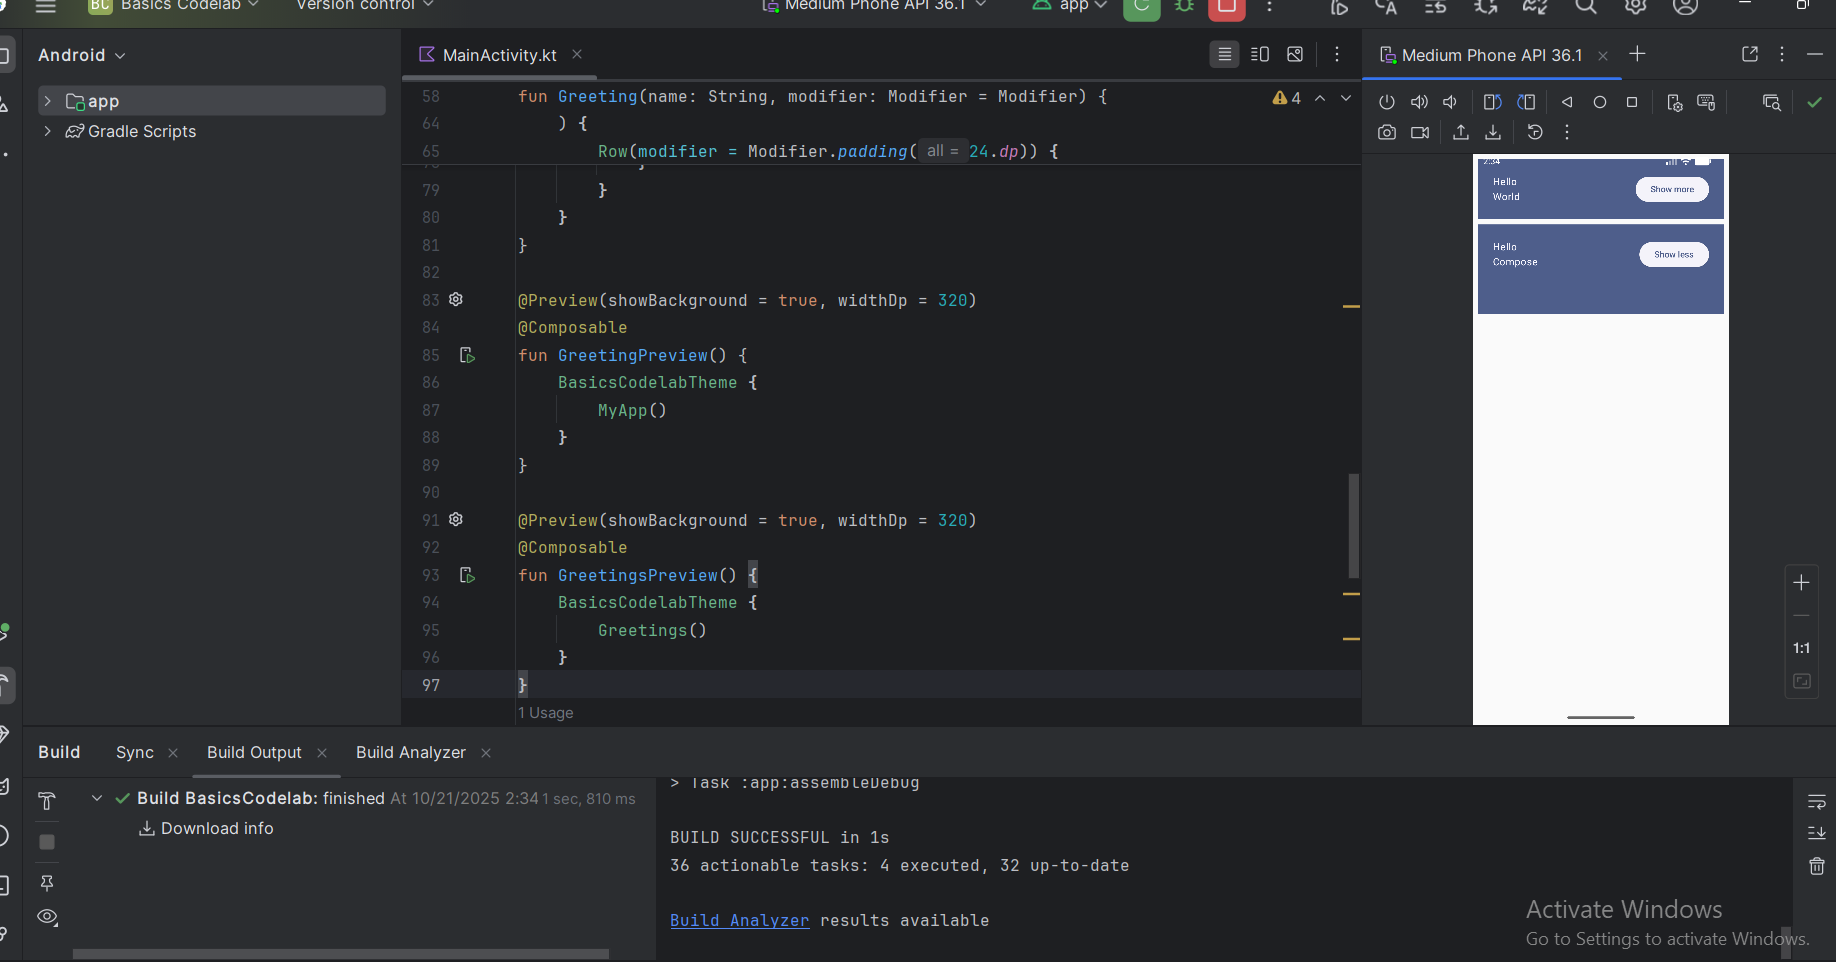 BC Basics Codelab
Version control
Medium Phone API 36.1
app
Android
app
Gradle Scripts
MainActivity.kt
4
58 fun Greeting(name: String, modifier: Modifier = Modifier) {
64 ) {
65 Row(modifier = Modifier.padding( all = 24.dp)) {
79 }
80 }
81 }
82
83 @Preview(showBackground = true, widthDp = 320)
84 @Composable
85 fun GreetingPreview() {
86 BasicsCodelabTheme {
87 MyApp()
88 }
89 }
90
91 @Preview(showBackground = true, widthDp = 320)
92 @Composable
93 fun GreetingsPreview() {
94 BasicsCodelabTheme {
95 Greetings()
96 }
97 }
1 Usage
Medium Phone API 36.1
2:34
Hello
World
Show more
Hello
Compose
Show less
1:1
Build
Sync
Build Output
Build Analyzer
Build BasicsCodelab: finished At 10/21/2025 2:34 1 sec, 810 ms
Download info
> Task :app:assembleDebug
BUILD SUCCESSFUL in 1s
36 actionable tasks: 4 executed, 32 up-to-date
Build Analyzer results available
Activate Windows
Go to Settings to activate Windows.